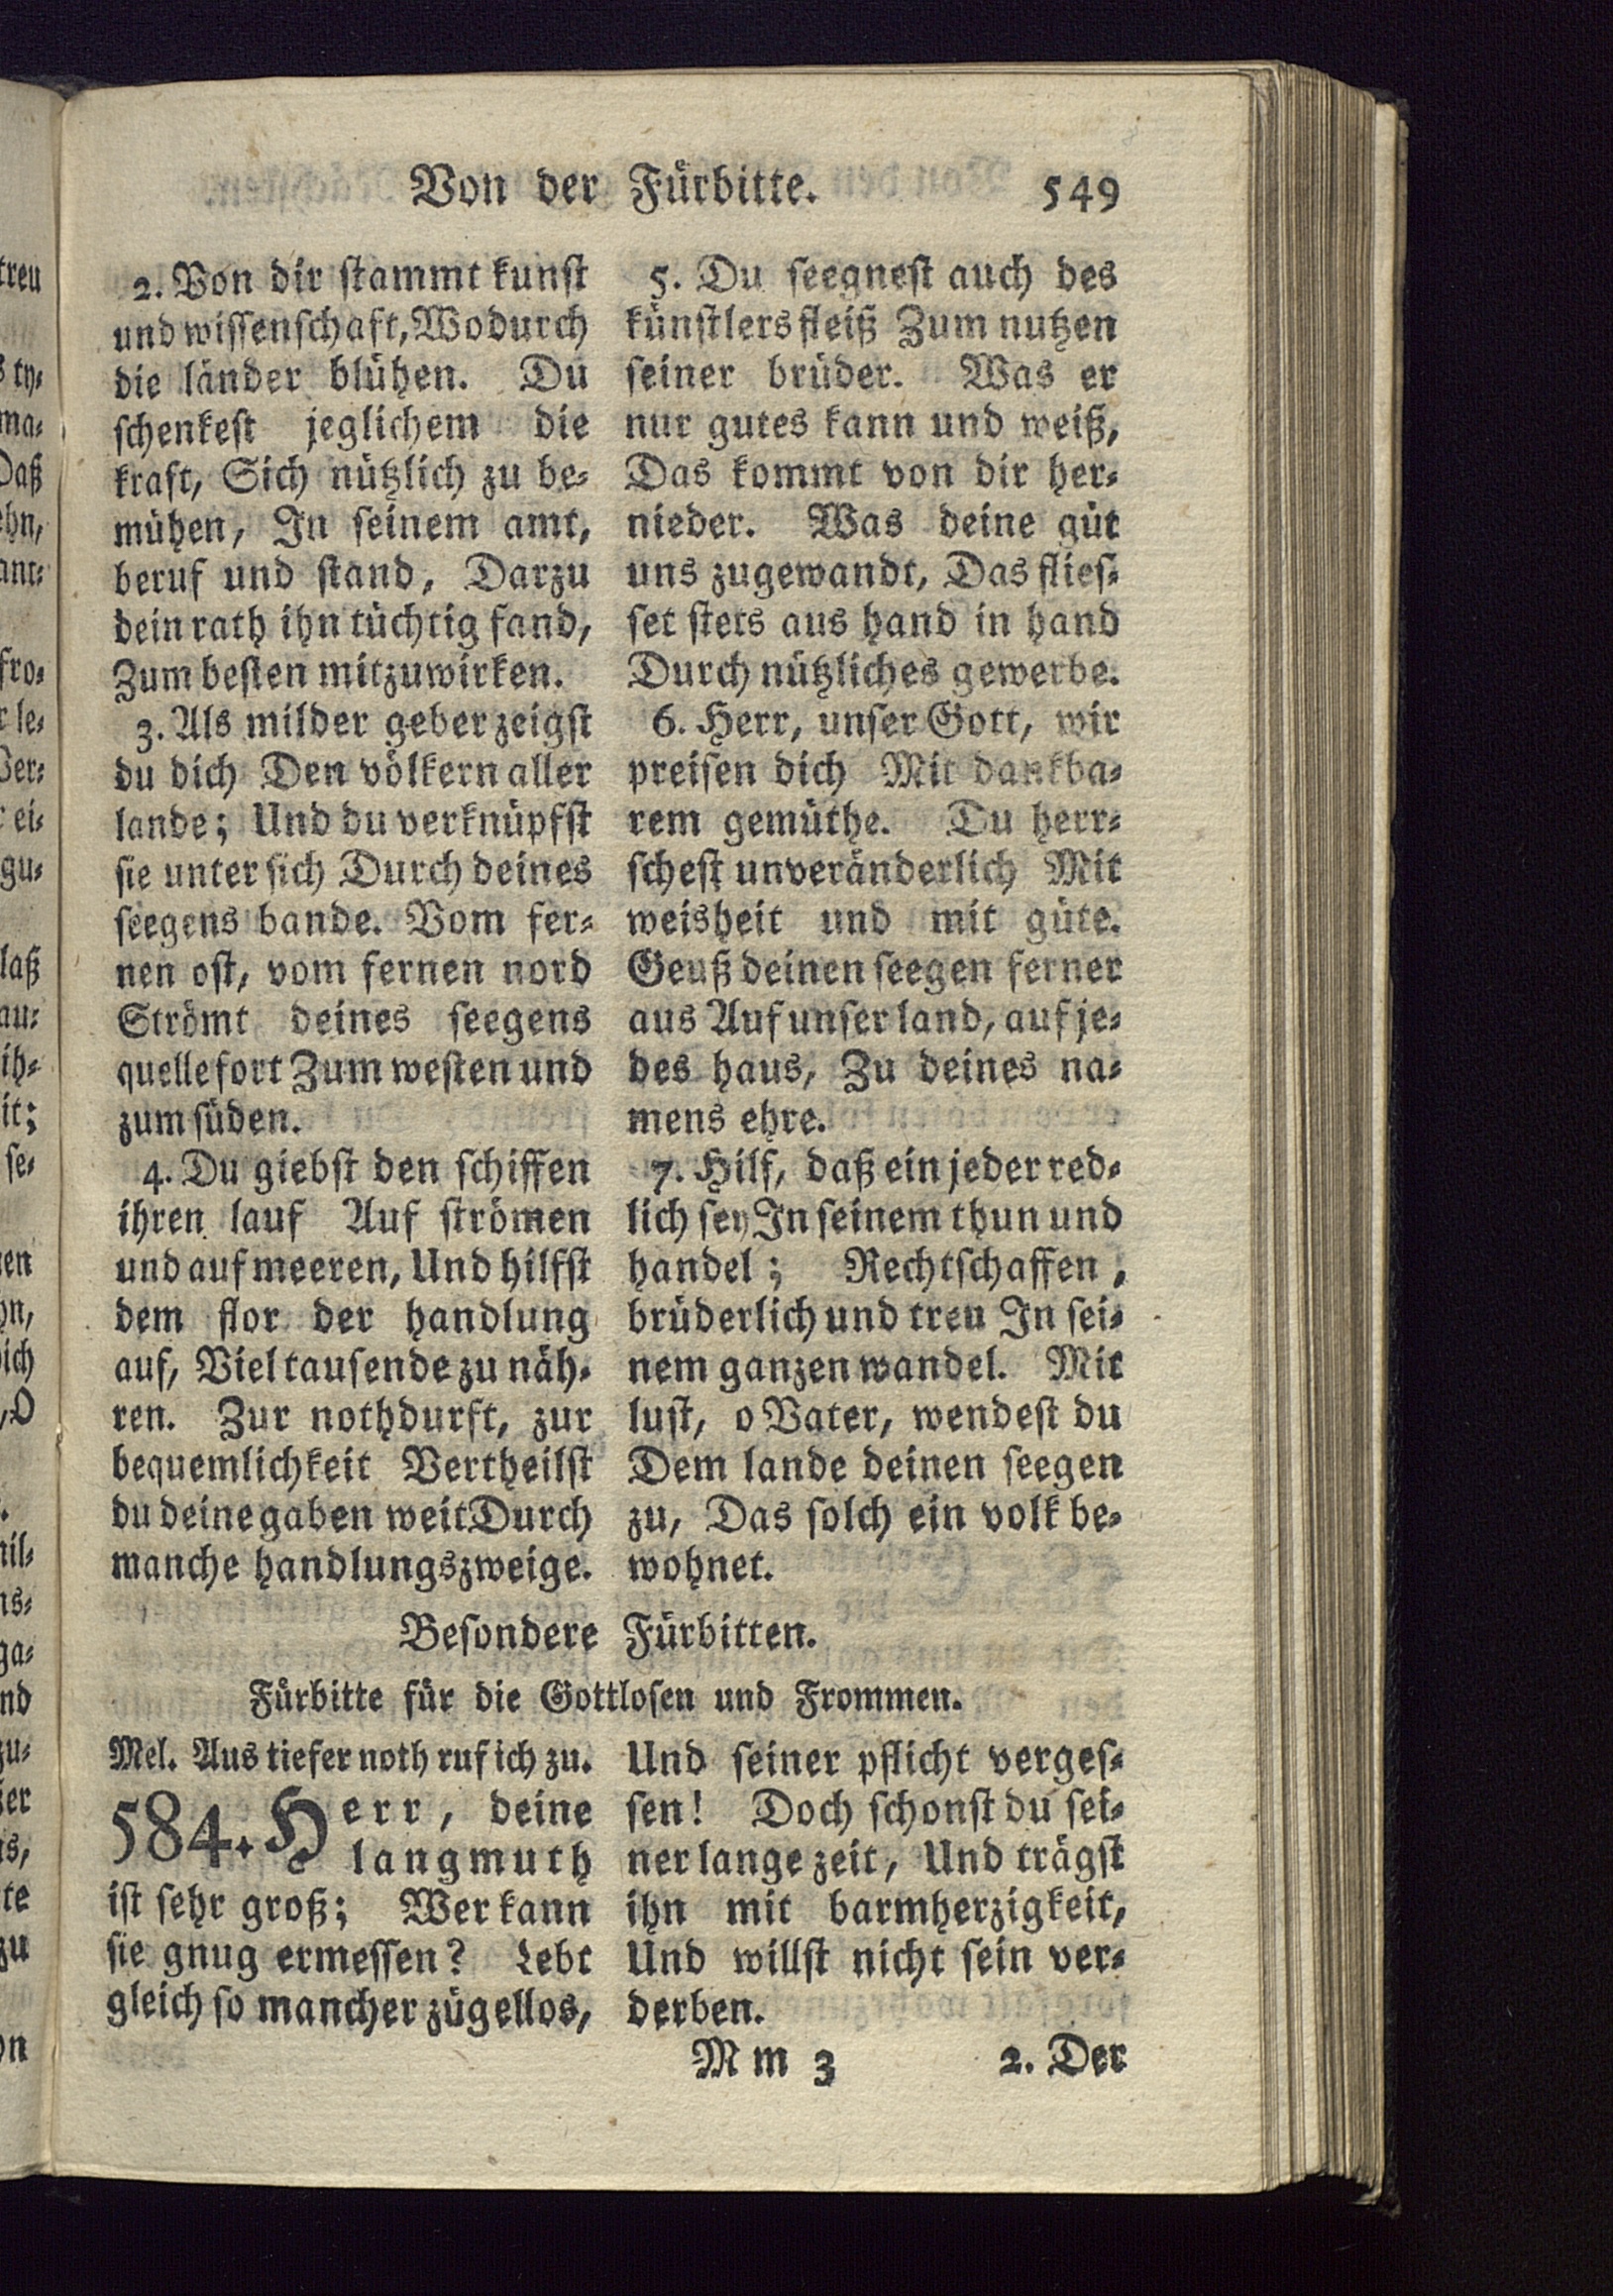 Von der Fürbitte. 549
2. Von dir stammt kunst
und wissenschaft, Wodurch
die länder blühen. Du
schenkest jeglichem die
kraft, Sich nützlich zu be-
mühen, In seinem amt,
beruf und stand, Darzu
dein rath ihn tüchtig fand,
Zum besten mitzuwirken.
3. Als milder geber zeigst
du dich Den völkern aller
lande; Und du verknüpfst
sie unter sich Durch deines
seegens bande. Vom fer-
nen ost, vom fernen nord
Strömt deines seegens
quelle fort Zum westen und
zum süden.
4. Du giebst den schiffen
ihren lauf Auf strömen
und auf meeren, Und hilfst
dem flor der handlung
auf, Viel tausende zu näh-
ren. Zur nothdurft, zur
bequemlichkeit Vertheilst
du deine gaben weit Durch
manche handlungszweige.
5. Du seegnest auch des
künstlers fleiß Zum nutzen
seiner brüder. Was er
nur gutes kann und weiß,
Das kommt von dir her-
nieder. Was deine güt
uns zugewandt, Das flies-
set stets aus hand in hand
Durch nützliches gewerbe.
6. Herr, unser Gott, wir
preisen dich Mit dankba-
rem gemüthe. Du herr-
schest unveränderlich Mit
weisheit und mit güte.
Geuß deinen seegen ferner
aus Auf unser land, auf je-
des haus, Zu deines na-
mens ehre.
7. Hilf, daß ein jeder red-
lich sey In seinem thun und
handel; Rechtschaffen,
brüderlich und treu In sei-
nem ganzen wandel. Mit
lust, o Vater, wendest du
Dem lande deinen seegen
zu, Das solch ein volk be-
wohnet.
Besondere Fürbitten.
Fürbitte für die Gottlosen und Frommen.
Mel. Aus tiefer noth ruf ich zu.
584. Herr, deine
langmuth
ist sehr groß; Wer kann
sie gnug ermessen? Lebt
gleich so mancher zügellos,
Und seiner pflicht verges-
sen! Doch schonst du sei-
ner lange zeit, Und trägst
ihn mit barmherzigkeit,
Und willst nicht sein ver-
derben.
M m 3 2. Der